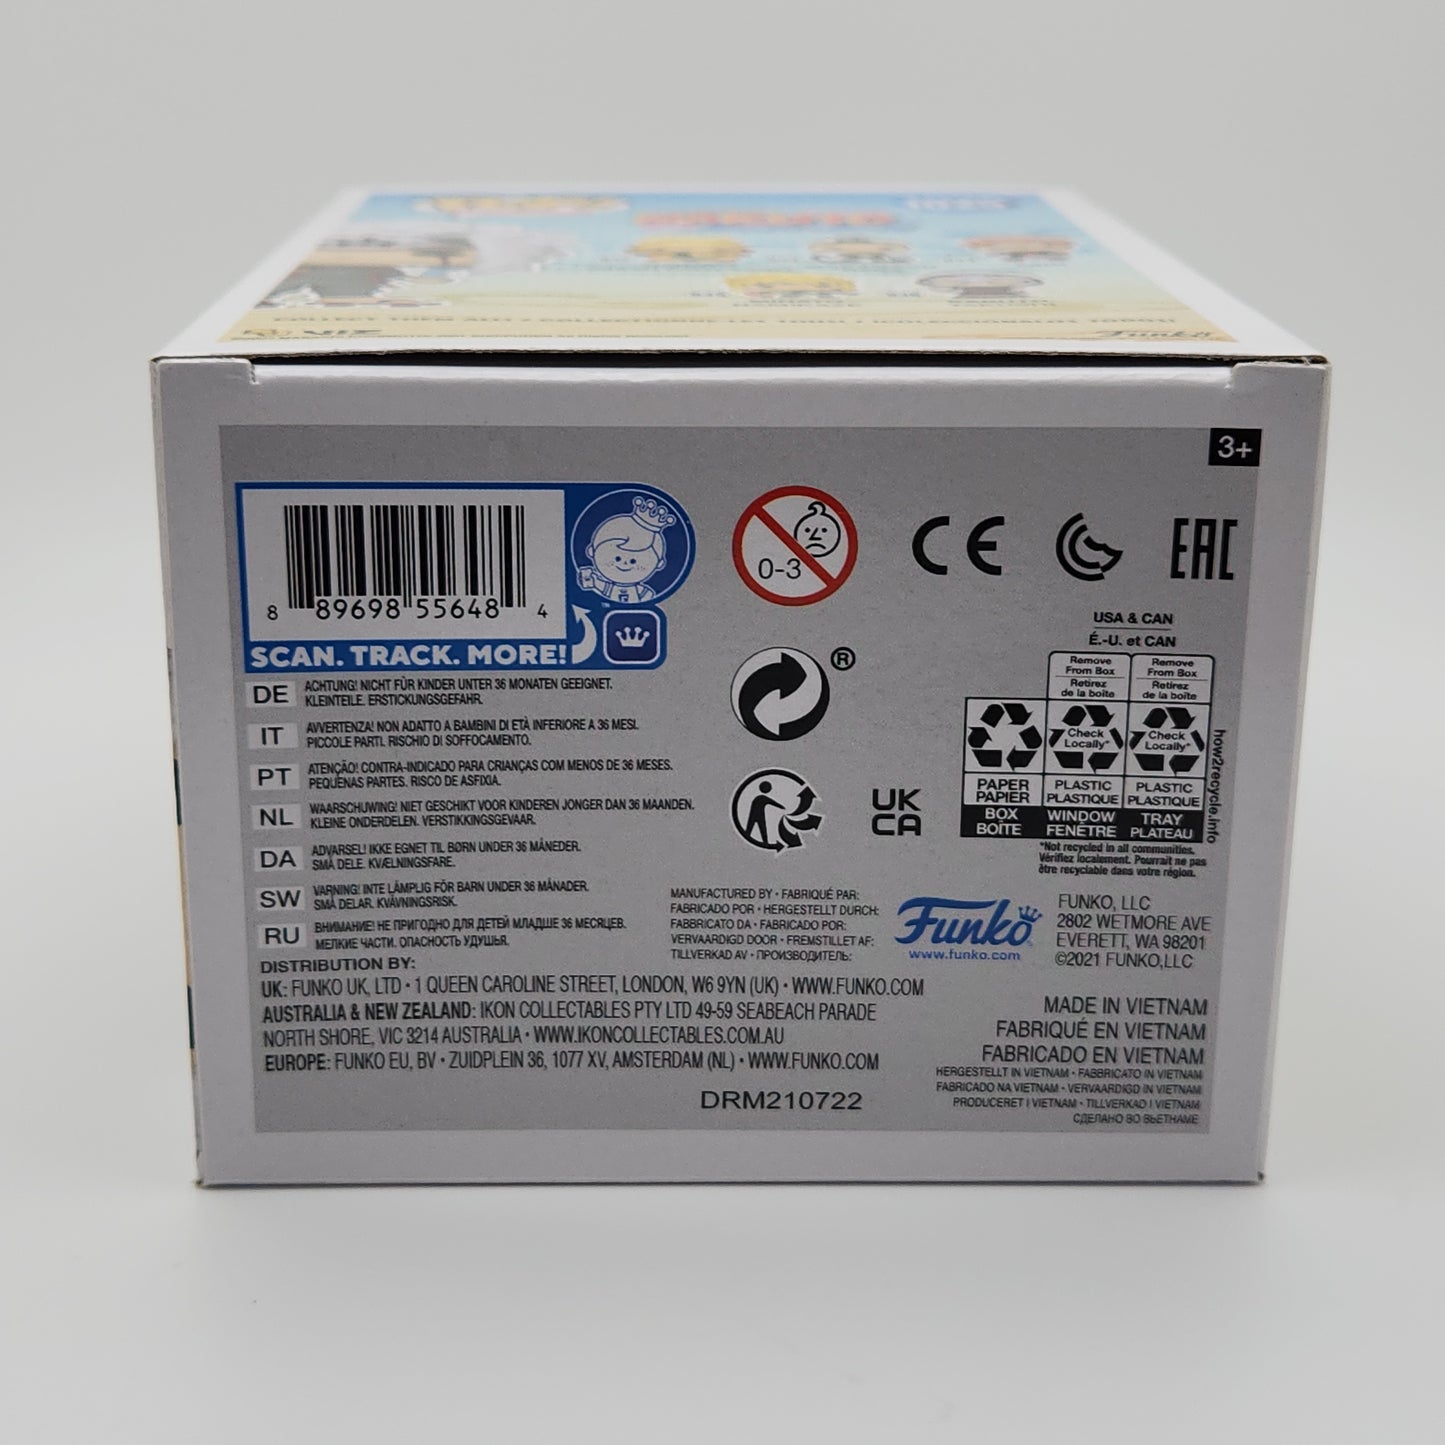 NARUTO
COLLECT THEM ALL! / COLLECTIONNEZ LES TOUS! / ¡COLECCIÓNALOS TODOS!
VIZ
Funko
3+
8 89698 55648 4
SCAN. TRACK. MORE!
™
0-3
CE
EAC
USA & CAN
É.-U. et CAN
Remove From Box
Retirez de la boîte
Remove From Box
Retirez de la boîte
Check Locally*
Check Locally*
PAPER
PAPIER
PLASTIC
PLASTIQUE
PLASTIC
PLASTIQUE
BOX
BOÎTE
WINDOW
FENÊTRE
TRAY
PLATEAU
how2recycle.info
*Not recycled in all communities.
Vérifiez localement. Pourrait ne pas
être recyclable dans votre région.
®
UK
CA
DE ACHTUNG! NICHT FÜR KINDER UNTER 36 MONATEN GEEIGNET.
KLEINTEILE. ERSTICKUNGSGEFAHR.
IT AVVERTENZA! NON ADATTO A BAMBINI DI ETÀ INFERIORE A 36 MESI.
PICCOLE PARTI. RISCHIO DI SOFFOCAMENTO.
PT ATENÇÃO! CONTRA-INDICADO PARA CRIANÇAS COM MENOS DE 36 MESES.
PEQUENAS PARTES. RISCO DE ASFIXIA.
NL WAARSCHUWING! NIET GESCHIKT VOOR KINDEREN JONGER DAN 36 MAANDEN.
KLEINE ONDERDELEN. VERSTIKKINGSGEVAAR.
DA ADVARSEL! IKKE EGNET TIL BØRN UNDER 36 MÅNEDER.
SMÅ DELE. KVÆLNINGSFARE.
SW VARNING! INTE LÄMPLIG FÖR BARN UNDER 36 MÅNADER.
SMÅ DELAR. KVÄVNINGSRISK.
RU ВНИМАНИЕ! НЕ ПРИГОДНО ДЛЯ ДЕТЕЙ МЛАДШЕ 36 МЕСЯЦЕВ.
МЕЛКИЕ ЧАСТИ. ОПАСНОСТЬ УДУШЬЯ.
MANUFACTURED BY • FABRIQUÉ PAR:
FABRICADO POR • HERGESTELLT DURCH:
FABBRICATO DA • FABRICADO POR:
VERVAARDIGD DOOR • FREMSTILLET AF:
TILLVERKAD AV • ПРОИЗВОДИТЕЛЬ:
Funko
www.funko.com
FUNKO, LLC
2802 WETMORE AVE
EVERETT, WA 98201
©2021 FUNKO,LLC
DISTRIBUTION BY:
UK: FUNKO UK, LTD • 1 QUEEN CAROLINE STREET, LONDON, W6 9YN (UK) • WWW.FUNKO.COM
AUSTRALIA & NEW ZEALAND: IKON COLLECTABLES PTY LTD 49-59 SEABEACH PARADE
NORTH SHORE, VIC 3214 AUSTRALIA • WWW.IKONCOLLECTABLES.COM.AU
EUROPE: FUNKO EU, BV • ZUIDPLEIN 36, 1077 XV, AMSTERDAM (NL) • WWW.FUNKO.COM
DRM210722
MADE IN VIETNAM
FABRIQUÉ EN VIETNAM
FABRICADO EN VIETNAM
HERGESTELLT IN VIETNAM • FABBRICATO IN VIETNAM
FABRICADO NA VIETNAM • VERVAARDIGD IN VIETNAM
PRODUCERET I VIETNAM • TILLVERKAD I VIETNAM
СДЕЛАНО ВО ВЬЕТНАМЕ